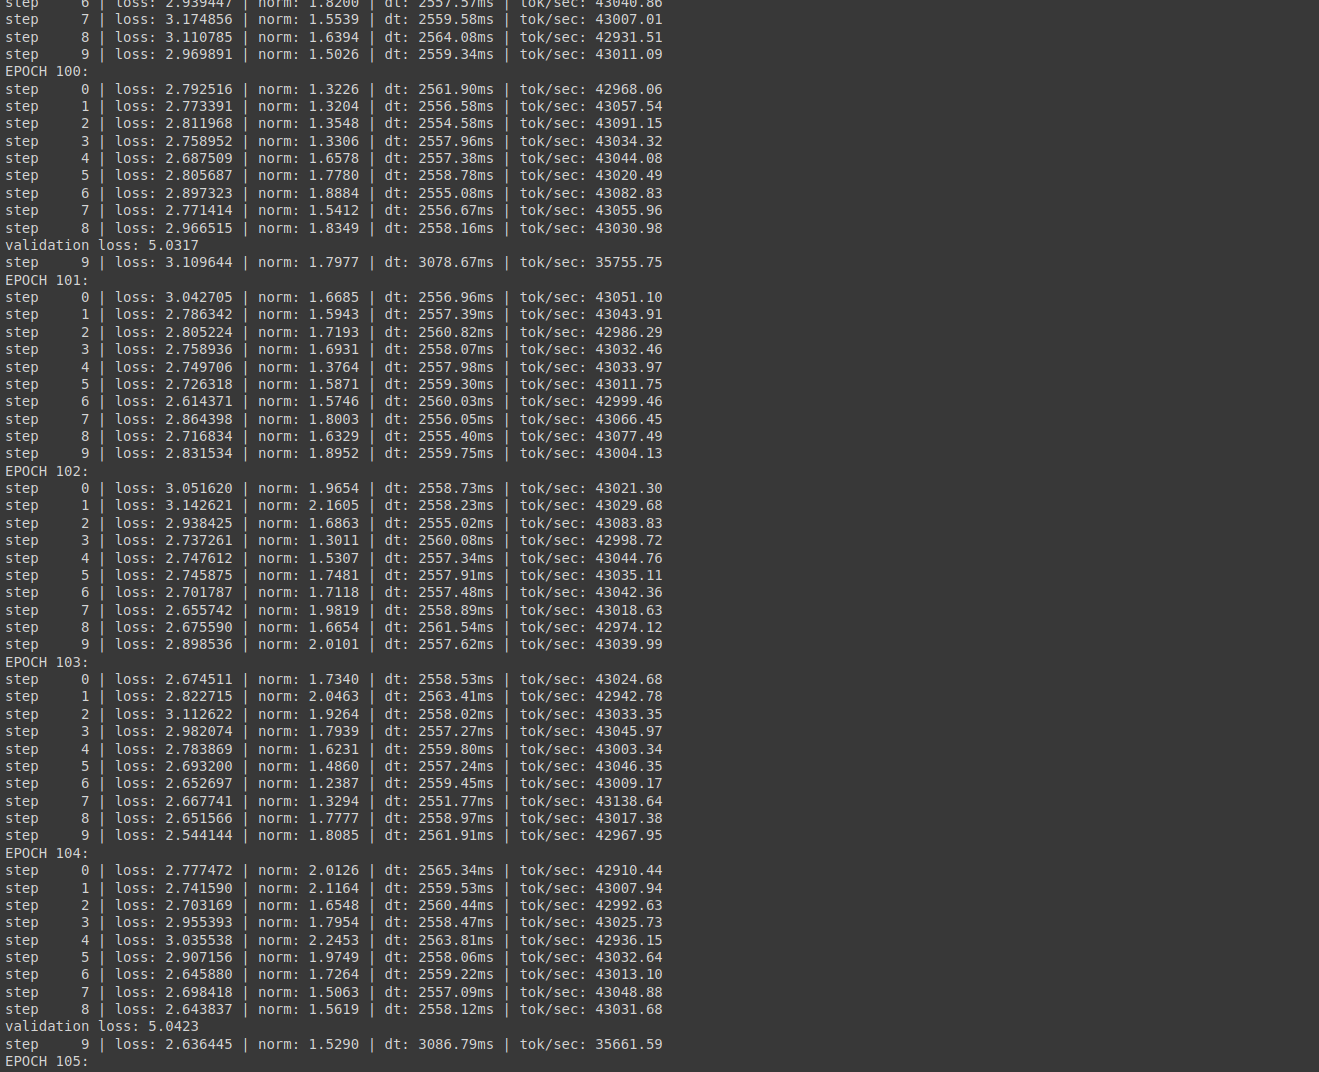 step     6 | loss: 2.939447 | norm: 1.8200 | dt: 2557.57ms | tok/sec: 43040.86
step     7 | loss: 3.174856 | norm: 1.5539 | dt: 2559.58ms | tok/sec: 43007.01
step     8 | loss: 3.110785 | norm: 1.6394 | dt: 2564.08ms | tok/sec: 42931.51
step     9 | loss: 2.969891 | norm: 1.5026 | dt: 2559.34ms | tok/sec: 43011.09
EPOCH 100:
step     0 | loss: 2.792516 | norm: 1.3226 | dt: 2561.90ms | tok/sec: 42968.06
step     1 | loss: 2.773391 | norm: 1.3204 | dt: 2556.58ms | tok/sec: 43057.54
step     2 | loss: 2.811968 | norm: 1.3548 | dt: 2554.58ms | tok/sec: 43091.15
step     3 | loss: 2.758952 | norm: 1.3306 | dt: 2557.96ms | tok/sec: 43034.32
step     4 | loss: 2.687509 | norm: 1.6578 | dt: 2557.38ms | tok/sec: 43044.08
step     5 | loss: 2.805687 | norm: 1.7780 | dt: 2558.78ms | tok/sec: 43020.49
step     6 | loss: 2.897323 | norm: 1.8884 | dt: 2555.08ms | tok/sec: 43082.83
step     7 | loss: 2.771414 | norm: 1.5412 | dt: 2556.67ms | tok/sec: 43055.96
step     8 | loss: 2.966515 | norm: 1.8349 | dt: 2558.16ms | tok/sec: 43030.98
validation loss: 5.0317
step     9 | loss: 3.109644 | norm: 1.7977 | dt: 3078.67ms | tok/sec: 35755.75
EPOCH 101:
step     0 | loss: 3.042705 | norm: 1.6685 | dt: 2556.96ms | tok/sec: 43051.10
step     1 | loss: 2.786342 | norm: 1.5943 | dt: 2557.39ms | tok/sec: 43043.91
step     2 | loss: 2.805224 | norm: 1.7193 | dt: 2560.82ms | tok/sec: 42986.29
step     3 | loss: 2.758936 | norm: 1.6931 | dt: 2558.07ms | tok/sec: 43032.46
step     4 | loss: 2.749706 | norm: 1.3764 | dt: 2557.98ms | tok/sec: 43033.97
step     5 | loss: 2.726318 | norm: 1.5871 | dt: 2559.30ms | tok/sec: 43011.75
step     6 | loss: 2.614371 | norm: 1.5746 | dt: 2560.03ms | tok/sec: 42999.46
step     7 | loss: 2.864398 | norm: 1.8003 | dt: 2556.05ms | tok/sec: 43066.45
step     8 | loss: 2.716834 | norm: 1.6329 | dt: 2555.40ms | tok/sec: 43077.49
step     9 | loss: 2.831534 | norm: 1.8952 | dt: 2559.75ms | tok/sec: 43004.13
EPOCH 102:
step     0 | loss: 3.051620 | norm: 1.9654 | dt: 2558.73ms | tok/sec: 43021.30
step     1 | loss: 3.142621 | norm: 2.1605 | dt: 2558.23ms | tok/sec: 43029.68
step     2 | loss: 2.938425 | norm: 1.6863 | dt: 2555.02ms | tok/sec: 43083.83
step     3 | loss: 2.737261 | norm: 1.3011 | dt: 2560.08ms | tok/sec: 42998.72
step     4 | loss: 2.747612 | norm: 1.5307 | dt: 2557.34ms | tok/sec: 43044.76
step     5 | loss: 2.745875 | norm: 1.7481 | dt: 2557.91ms | tok/sec: 43035.11
step     6 | loss: 2.701787 | norm: 1.7118 | dt: 2557.48ms | tok/sec: 43042.36
step     7 | loss: 2.655742 | norm: 1.9819 | dt: 2558.89ms | tok/sec: 43018.63
step     8 | loss: 2.675590 | norm: 1.6654 | dt: 2561.54ms | tok/sec: 42974.12
step     9 | loss: 2.898536 | norm: 2.0101 | dt: 2557.62ms | tok/sec: 43039.99
EPOCH 103:
step     0 | loss: 2.674511 | norm: 1.7340 | dt: 2558.53ms | tok/sec: 43024.68
step     1 | loss: 2.822715 | norm: 2.0463 | dt: 2563.41ms | tok/sec: 42942.78
step     2 | loss: 3.112622 | norm: 1.9264 | dt: 2558.02ms | tok/sec: 43033.35
step     3 | loss: 2.982074 | norm: 1.7939 | dt: 2557.27ms | tok/sec: 43045.97
step     4 | loss: 2.783869 | norm: 1.6231 | dt: 2559.80ms | tok/sec: 43003.34
step     5 | loss: 2.693200 | norm: 1.4860 | dt: 2557.24ms | tok/sec: 43046.35
step     6 | loss: 2.652697 | norm: 1.2387 | dt: 2559.45ms | tok/sec: 43009.17
step     7 | loss: 2.667741 | norm: 1.3294 | dt: 2551.77ms | tok/sec: 43138.64
step     8 | loss: 2.651566 | norm: 1.7777 | dt: 2558.97ms | tok/sec: 43017.38
step     9 | loss: 2.544144 | norm: 1.8085 | dt: 2561.91ms | tok/sec: 42967.95
EPOCH 104:
step     0 | loss: 2.777472 | norm: 2.0126 | dt: 2565.34ms | tok/sec: 42910.44
step     1 | loss: 2.741590 | norm: 2.1164 | dt: 2559.53ms | tok/sec: 43007.94
step     2 | loss: 2.703169 | norm: 1.6548 | dt: 2560.44ms | tok/sec: 42992.63
step     3 | loss: 2.955393 | norm: 1.7954 | dt: 2558.47ms | tok/sec: 43025.73
step     4 | loss: 3.035538 | norm: 2.2453 | dt: 2563.81ms | tok/sec: 42936.15
step     5 | loss: 2.907156 | norm: 1.9749 | dt: 2558.06ms | tok/sec: 43032.64
step     6 | loss: 2.645880 | norm: 1.7264 | dt: 2559.22ms | tok/sec: 43013.10
step     7 | loss: 2.698418 | norm: 1.5063 | dt: 2557.09ms | tok/sec: 43048.88
step     8 | loss: 2.643837 | norm: 1.5619 | dt: 2558.12ms | tok/sec: 43031.68
validation loss: 5.0423
step     9 | loss: 2.636445 | norm: 1.5290 | dt: 3086.79ms | tok/sec: 35661.59
EPOCH 105: